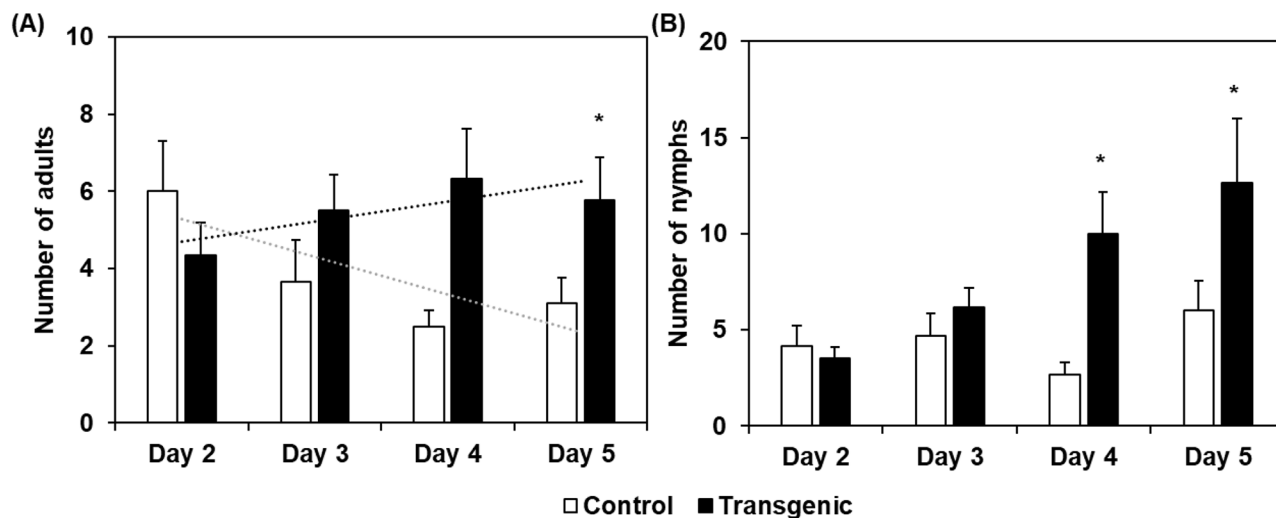 (A)
Number of adults
10
8
6
4
2
0
*
Day 2 Day 3 Day 4 Day 5
(B)
Number of nymphs
20
15
10
5
0
*
*
Day 2 Day 3 Day 4 Day 5
Control Transgenic